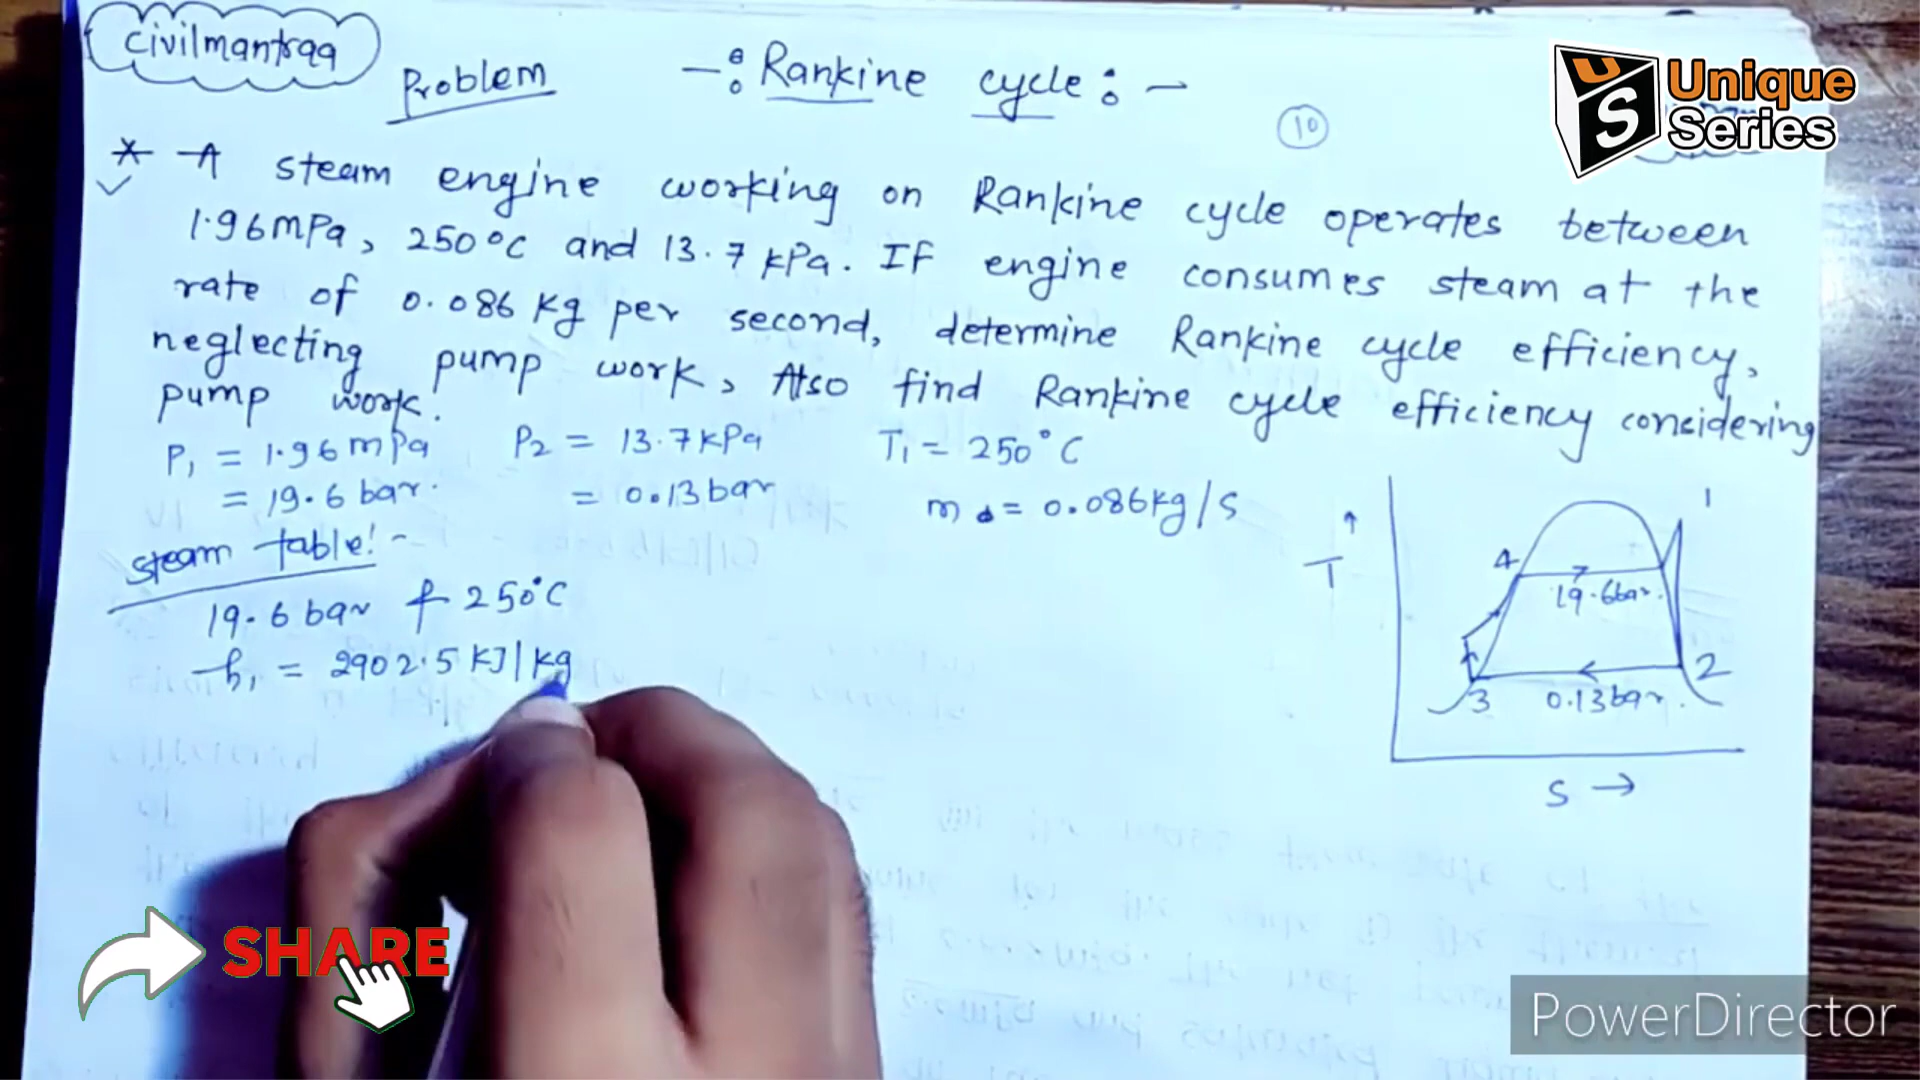 civilmantraa
Problem
-: Rankine cycle: -
10
Unique
Series
* A steam engine working on Rankine cycle operates between
1.96 mPa, 250°C and 13.7 kPa. If engine consumes steam at the
rate of 0.086 kg per second, determine Rankine cycle efficiency,
neglecting pump work, Also find Rankine cycle efficiency considering
pump work.
P1 = 1.96 mPa P2 = 13.7 kPa T1 = 250°C
= 19.6 bar. = 0.13 bar m = 0.086 kg/s
steam table:-
19.6 bar & 250°C
h1 = 2902.5 KJ/kg
1
T ↑
4
19.6 bar.
2
3
0.13 bar.
S →
SHARE
PowerDirector